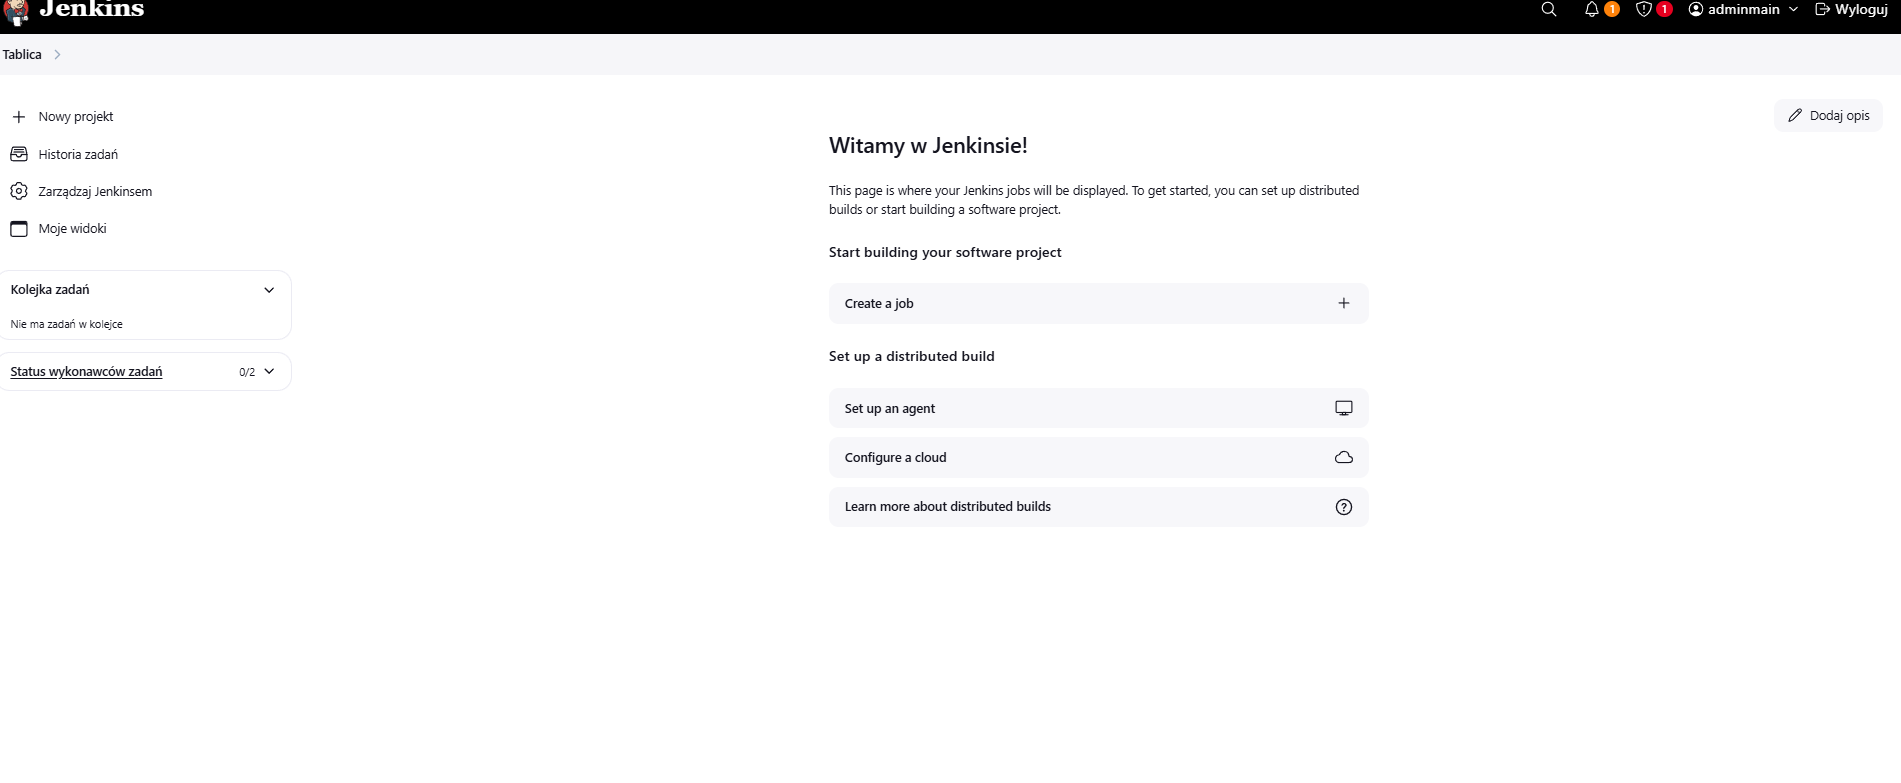 Jenkins
1
1
adminmain
Wyloguj
Tablica
Nowy projekt
Historia zadań
Zarządzaj Jenkinsem
Moje widoki
Kolejka zadań
Nie ma zadań w kolejce
Status wykonawców zadań
0/2
Dodaj opis
Witamy w Jenkinsie!
This page is where your Jenkins jobs will be displayed. To get started, you can set up distributed
builds or start building a software project.
Start building your software project
Create a job
Set up a distributed build
Set up an agent
Configure a cloud
Learn more about distributed builds